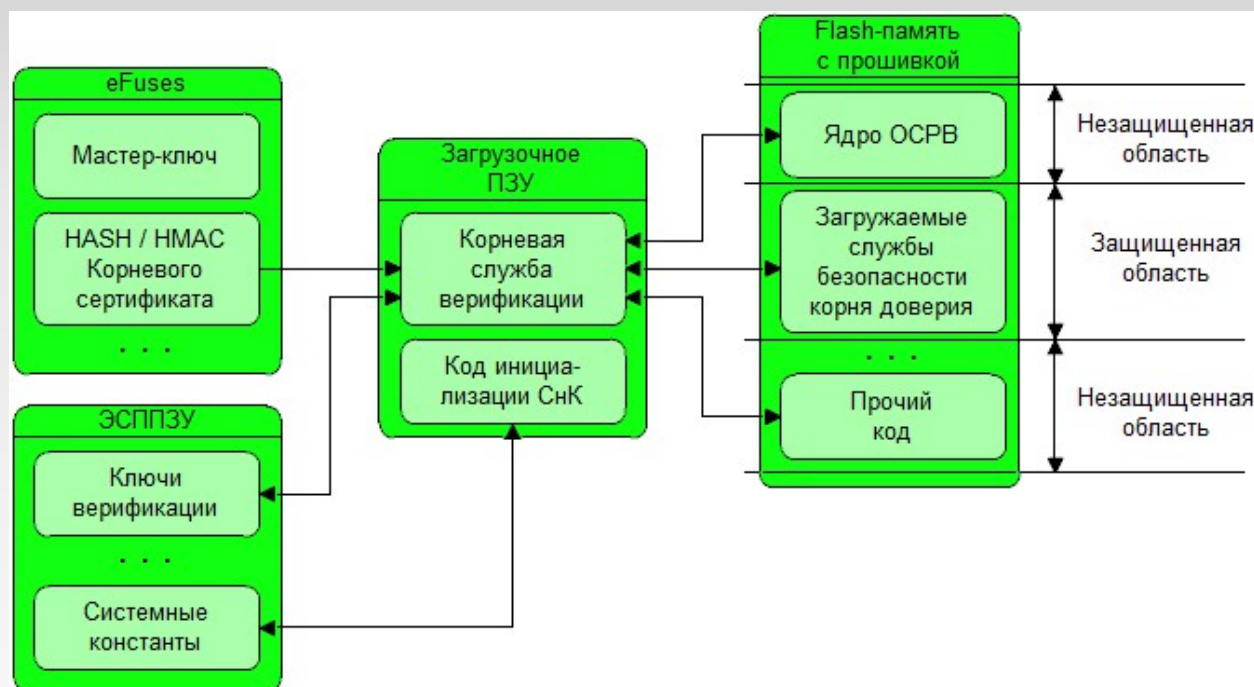 eFuses
Мастер-ключ
HASH / HMAC
Корневого
сертификата
. . .
ЭСППЗУ
Ключи
верификации
. . .
Системные
константы
Загрузочное
ПЗУ
Корневая
служба
верификации
Код инициа-
лизации СнК
Flash-память
с прошивкой
Ядро ОСРВ
Загружаемые
службы
безопасности
корня доверия
. . .
Прочий
код
Незащищенная
область
Защищенная
область
Незащищенная
область